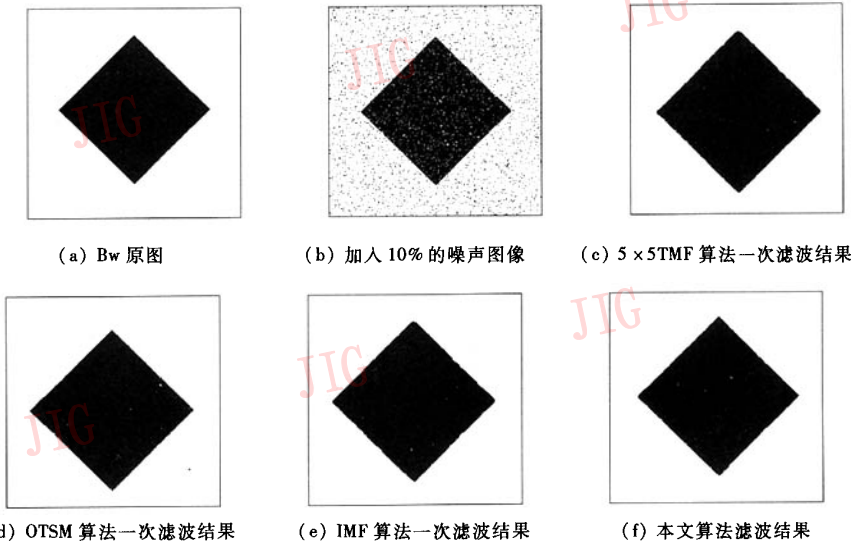 JIG
JIG
JIG
(a) Bw 原图
(b) 加入 10% 的噪声图像
(c) 5 ×5TMF 算法一次滤波结果
JIG
JIG
JIG
d) OTSM 算法一次滤波结果
(e) IMF 算法一次滤波结果
(f) 本文算法滤波结果